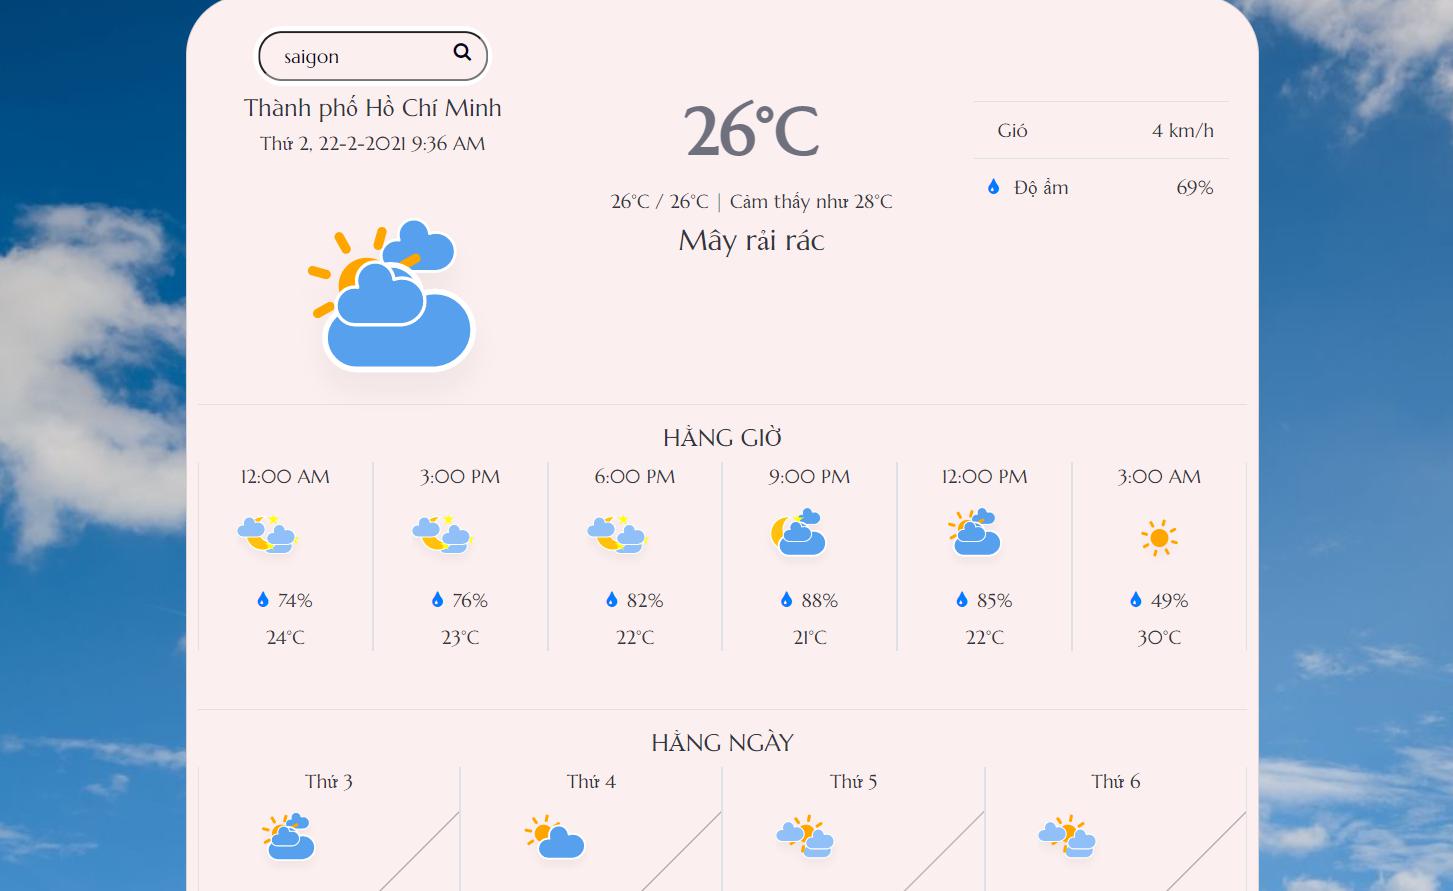 saigon
Thành phố Hồ Chí Minh
Thứ 2, 22-2-2021 9:36 AM
26°C
26°C / 26°C | Cảm thấy như 28°C
Mây rải rác
Gió 4 km/h
Độ ẩm 69%
HẰNG GIỜ
12:00 AM 3:00 PM 6:00 PM 9:00 PM 12:00 PM 3:00 AM
74% 76% 82% 88% 85% 49%
24°C 23°C 22°C 21°C 22°C 30°C
HẰNG NGÀY
Thứ 3 Thứ 4 Thứ 5 Thứ 6